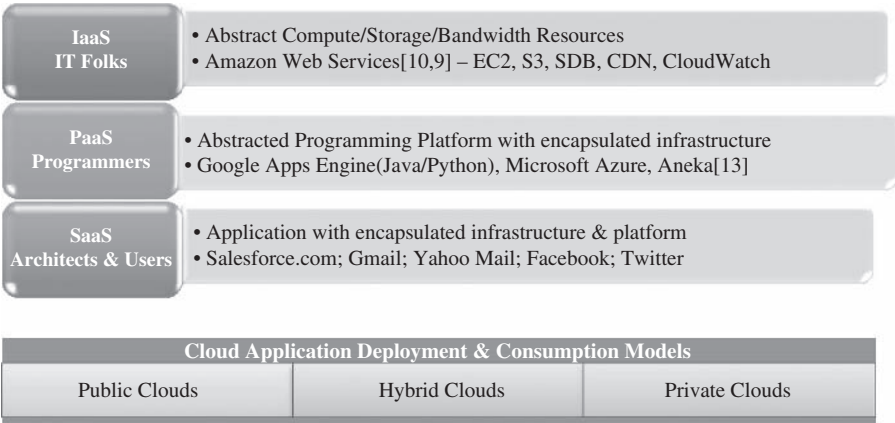 IaaS
IT Folks
• Abstract Compute/Storage/Bandwidth Resources
• Amazon Web Services[10,9] – EC2, S3, SDB, CDN, CloudWatch
PaaS
Programmers
• Abstracted Programming Platform with encapsulated infrastructure
• Google Apps Engine(Java/Python), Microsoft Azure, Aneka[13]
SaaS
Architects & Users
• Application with encapsulated infrastructure & platform
• Salesforce.com; Gmail; Yahoo Mail; Facebook; Twitter
Cloud Application Deployment & Consumption Models
Public Clouds
Hybrid Clouds
Private Clouds